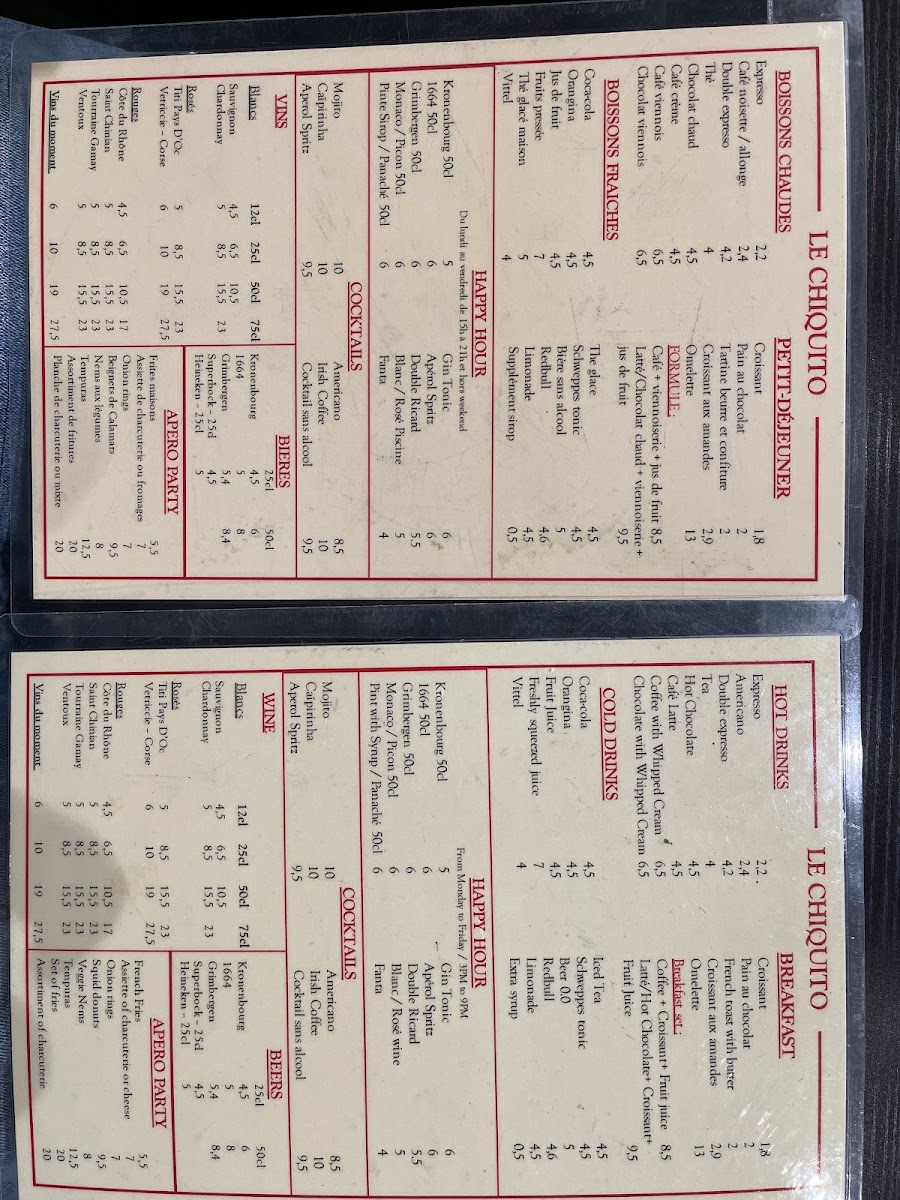 LE CHIQUITO
BOISSONS CHAUDES
Expresso 2,2
Café noisette / allonge 2,4
Double expresso 4,2
Thé 4
Chocolat chaud 4,5
Café crème 4,5
Café viennois 6,5
Chocolat viennois 6,5
PETIT-DÉJEUNER
Croissant 1,8
Pain au chocolat 2
Tartine beurre et confiture 2
Croissant aux amandes 2,9
Omelette 13
FORMULE :
Café + viennoiserie + jus de fruit 8,5
Latté/Chocolat chaud + viennoiserie +
jus de fruit 9,5
BOISSONS FRAICHES
Coca-cola 4,5
Orangina 4,5
Jus de fruit 4,5
Fruits pressée 7
Thé glacé maison 5
Vittel 4
The glace 4,5
Schweppes tonic 4,5
Bière sans alcool 5
Redbull 4,6
Limonade 4,5
Supplément sirop 0,5
HAPPY HOUR
Du lundi au vendredi de 15h à 21h et hors weekend
Kronenbourg 50cl 5
1664 50cl 6
Grimbergen 50cl 6
Monaco / Picon 50cl 6
Pinte Sirop / Panaché 50cl 6
Gin Tonic 6
Apérol Spritz 6
Double Ricard 5,5
Blanc / Rosé Piscine 5
Fanta 4
COCKTAILS
Mojito 10
Caipirinha 10
Aperol Spritz 9,5
Americano 8,5
Irish Coffee 10
Cocktail sans alcool 9,5
VINS
12cl 25cl 50cl 75cl
Blancs
Sauvignon 4,5 6,5 10,5
Chardonnay 5 8,5 15,5 23
Rosés
Titi Pays D'Oc 5 8,5 15,5 23
Verriccie – Corse 6 10 19 27,5
Rouges
Côte du Rhône 4,5 6,5 10,5 17
Saint Chinian 5 8,5 15,5 23
Tourraine Gamay 5 8,5 15,5 23
Ventoux 5 8,5 15,5 23
Vins du moment 6 10 19 27,5
BIERES
25cl 50cl
Kronenbourg 4,5 6
1664 5 8
Grimbergen 5,4 8,4
Superbock – 25cl 4,5
Heineken – 25cl 5
APERO PARTY
Frites maisons 5,5
Assiette de charcuterie ou fromages 7
Onion rings 7
Beignets de Calamars 9,5
Nems aux légumes 8
Tempuras 12,5
Assortiment de fritures 20
Planche de charcuterie ou mixte 20
LE CHIQUITO
HOT DRINKS
Expresso 2,2
Americano 2,4
Double expresso 4,2
Tea 4
Hot Chocolate 4,5
Café Latte 4,5
Coffee with Whipped Cream 6,5
Chocolate with Whipped Cream 6,5
BREAKFAST
Croissant 1,8
Pain au chocolat 2
French toast with butter 2
Croissant aux amandes 2,9
Omelette 13
Breakfast set :
Coffee + Croissant+ Fruit juice 8,5
Latté/Hot Chocolate+ Croissant+
Fruit Juice 9,5
COLD DRINKS
Coca-cola 4,5
Orangina 4,5
Fruit Juice 4,5
Freshly squeezed juice 7
Vittel 4
Iced Tea 4,5
Schweppes tonic 4,5
Beer 0.0 5
Redbull 4,6
Limonade 4,5
Extra syrup 0,5
HAPPY HOUR
From Monday to Friday / 3PM to 9PM
Kronenbourg 50cl 5
1664 50cl 6
Grimbergen 50cl 6
Monaco / Picon 50cl 6
Pint with Syrup / Panaché 50cl 6
Gin Tonic 6
Apérol Spritz 6
Double Ricard 5,5
Blanc / Rosé wine 5
Fanta 4
COCKTAILS
Mojito 10
Caipirinha 10
Aperol Spritz 9,5
Americano 8,5
Irish Coffee 10
Cocktail sans alcool 9,5
WINE
12cl 25cl 50cl 75cl
Blancs
Sauvignon 4,5 6,5 10,5
Chardonnay 5 8,5 15,5 23
Rosés
Titi Pays D'Oc 5 8,5 15,5 23
Verriccie – Corse 6 10 19 27,5
Rouges
Côte du Rhône 4,5 6,5 10,5 17
Saint Chinian 5 8,5 15,5 23
Tourraine Gamay 5 8,5 15,5 23
Ventoux 5 8,5 15,5 23
Vins du moment 6 10 19 27,5
BEERS
25cl 50cl
Kronenbourg 4,5 6
1664 5 8
Grimbergen 5,4 8,4
Superbock – 25cl 4,5
Heineken – 25cl 5
APERO PARTY
French Fries 5,5
Assiette of charcuterie or cheese 7
Onion rings 7
Squid donuts 9,5
Veggie Nems 8
Tempuras 12,5
Set of fries 20
Assortment of charcuterie 20